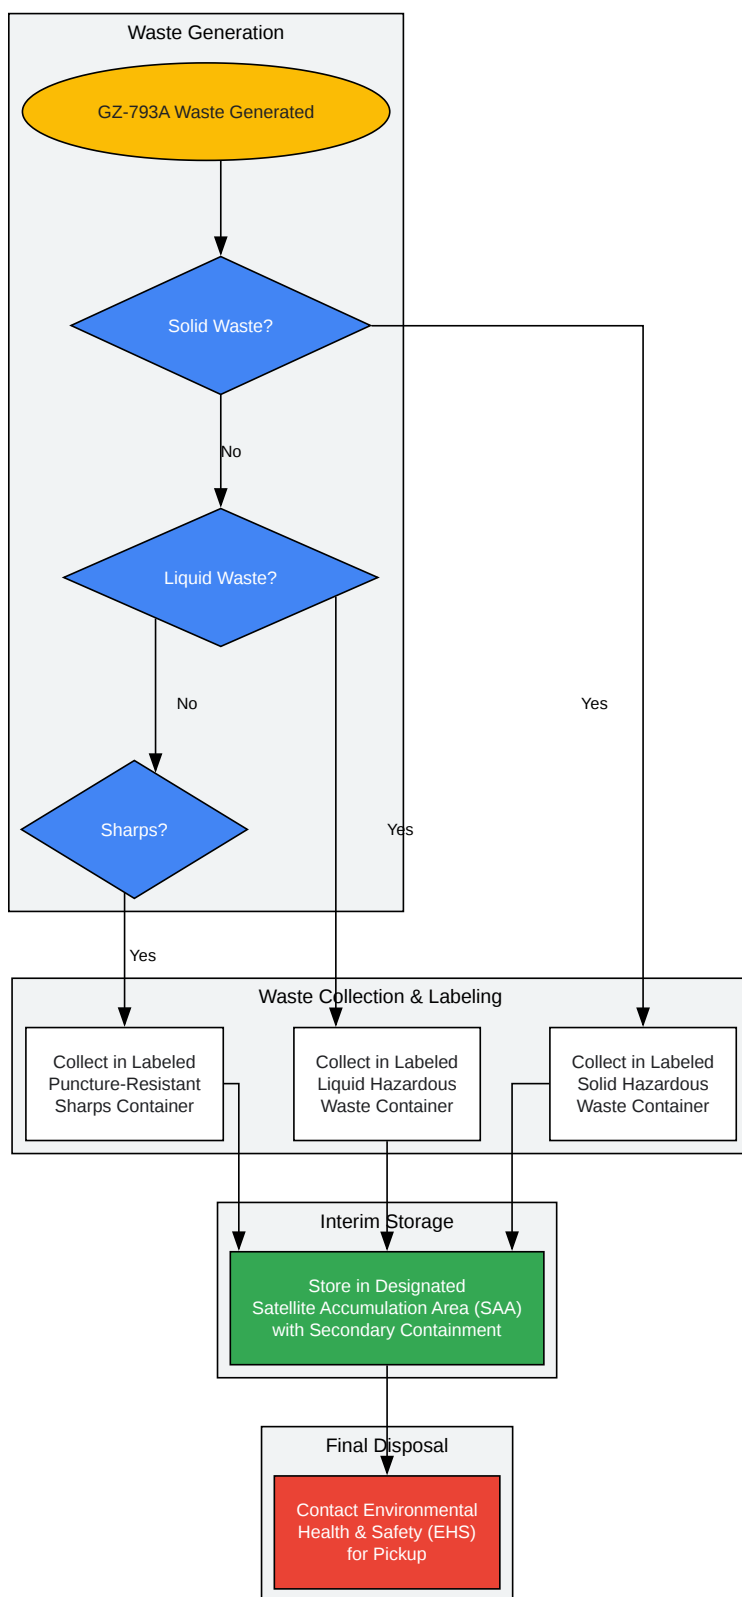 Waste Generation
GZ-793A Waste Generated
Solid Waste?
No
Liquid Waste?
No
Yes
Sharps?
Yes
Yes
Waste Collection & Labeling
Collect in Labeled
Puncture-Resistant
Sharps Container
Collect in Labeled
Liquid Hazardous
Waste Container
Collect in Labeled
Solid Hazardous
Waste Container
Interim Storage
Store in Designated
Satellite Accumulation Area (SAA)
with Secondary Containment
Final Disposal
Contact Environmental
Health & Safety (EHS)
for Pickup